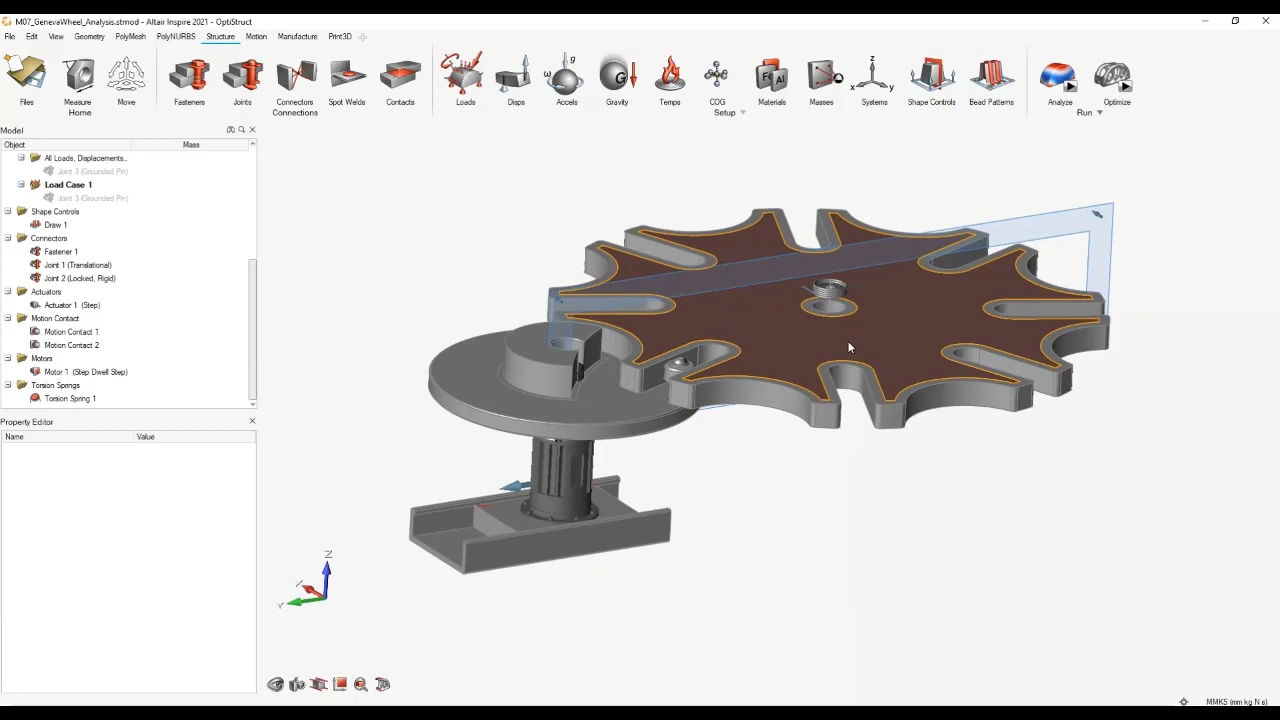 M07_GenevaWheel_Analysis.stmod - Altair Inspire 2021 - OptiStruct
File Edit View Geometry PolyMesh PolyNURBS Structure Motion Manufacture Print3D
Files Measure Move Fasteners Joints Connectors Spot Welds Contacts Loads Disps Accels Gravity Temps COG Materials Masses Systems Shape Controls Bead Patterns Analyze Optimize
Home Connections Setup Run
Model
Object Mass
All Loads, Displacements...
Joint 3 (Grounded Pin)
Load Case 1
Joint 3 (Grounded Pin)
Shape Controls
Draw 1
Connectors
Fastener 1
Joint 1 (Translational)
Joint 2 (Locked, Rigid)
Actuators
Actuator 1 (Step)
Motion Contact
Motion Contact 1
Motion Contact 2
Motors
Motor 1 (Step Dwell Step)
Torsion Springs
Torsion Spring 1
Property Editor
Name Value
Z
X
Y
MMKS (mm kg N s)